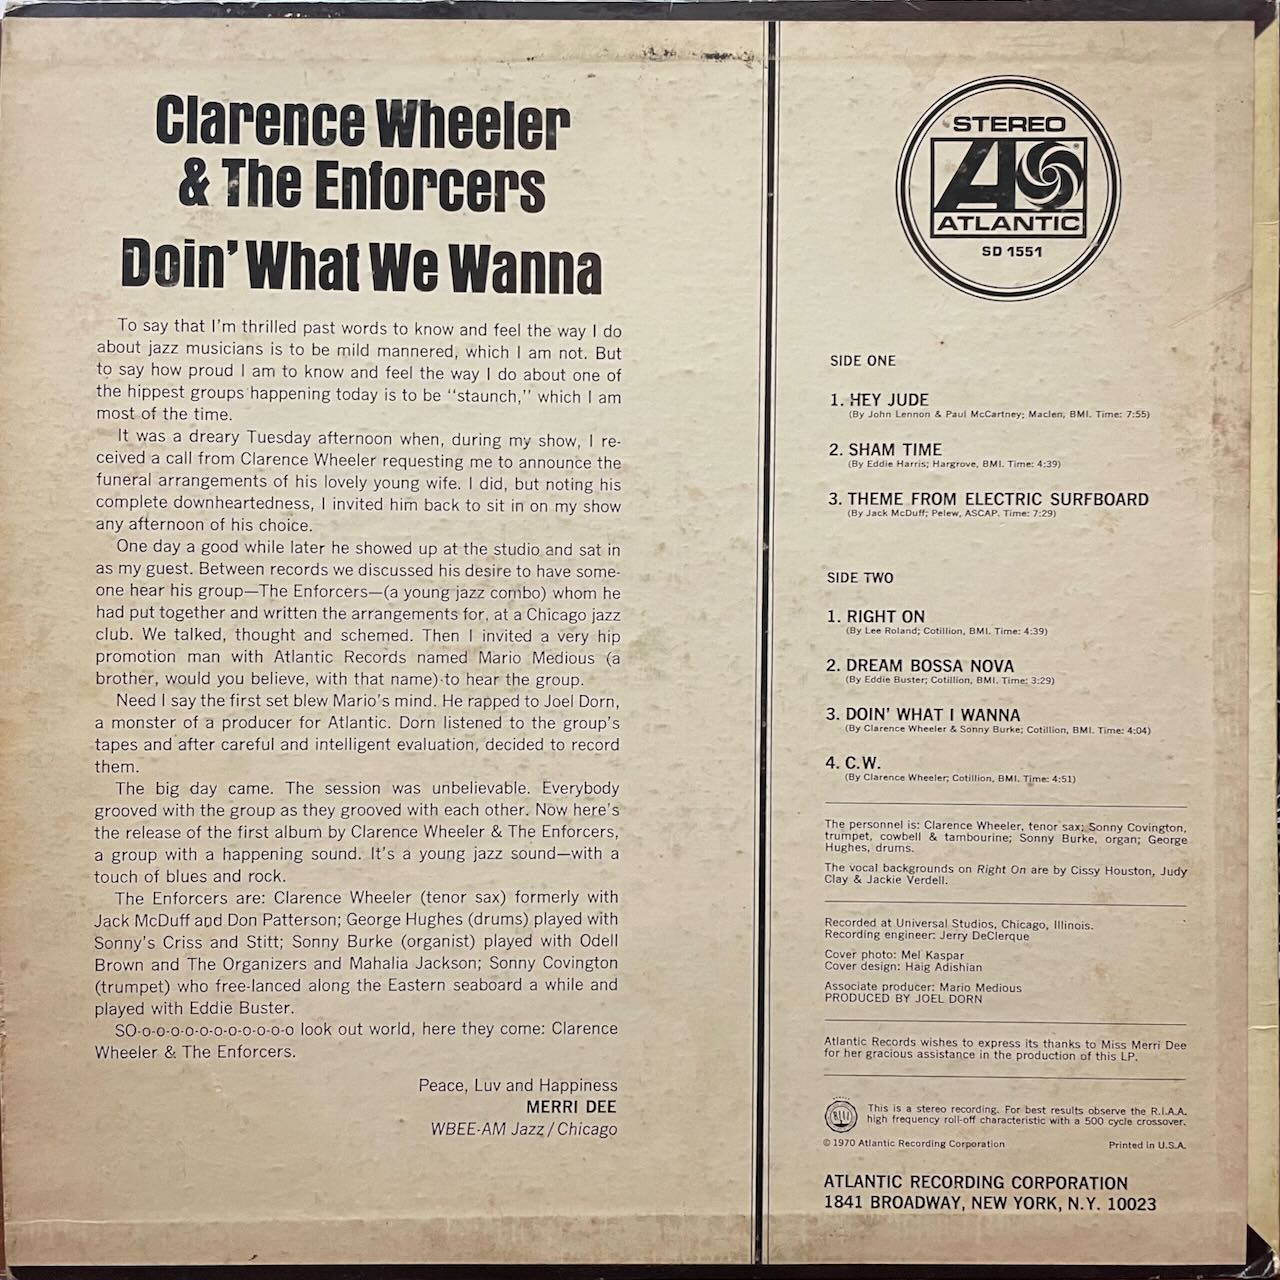 Clarence Wheeler
& The Enforcers
Doin' What We Wanna
To say that I'm thrilled past words to know and feel the way I do
about jazz musicians is to be mild mannered, which I am not. But
to say how proud I am to know and feel the way I do about one of
the hippest groups happening today is to be "staunch," which I am
most of the time.
It was a dreary Tuesday afternoon when, during my show, I re-
ceived a call from Clarence Wheeler requesting me to announce the
funeral arrangements of his lovely young wife. I did, but noting his
complete downheartedness, I invited him back to sit in on my show
any afternoon of his choice.
One day a good while later he showed up at the studio and sat in
as my guest. Between records we discussed his desire to have some-
one hear his group—The Enforcers—(a young jazz combo) whom he
had put together and written the arrangements for, at a Chicago jazz
club. We talked, thought and schemed. Then I invited a very hip
promotion man with Atlantic Records named Mario Medious (a
brother, would you believe, with that name) to hear the group.
Need I say the first set blew Mario's mind. He rapped to Joel Dorn,
a monster of a producer for Atlantic. Dorn listened to the group's
tapes and after careful and intelligent evaluation, decided to record
them.
The big day came. The session was unbelievable. Everybody
grooved with the group as they grooved with each other. Now here's
the release of the first album by Clarence Wheeler & The Enforcers,
a group with a happening sound. It's a young jazz sound—with a
touch of blues and rock.
The Enforcers are: Clarence Wheeler (tenor sax) formerly with
Jack McDuff and Don Patterson; George Hughes (drums) played with
Sonny's Criss and Stitt; Sonny Burke (organist) played with Odell
Brown and The Organizers and Mahalia Jackson; Sonny Covington
(trumpet) who free-lanced along the Eastern seaboard a while and
played with Eddie Buster.
SO-o-o-o-o-o-o-o-o-o-o-o look out world, here they come: Clarence
Wheeler & The Enforcers.
Peace, Luv and Happiness
MERRI DEE
WBEE-AM Jazz / Chicago
STEREO
ATLANTIC
SD 1551
SIDE ONE
1. HEY JUDE
(By John Lennon & Paul McCartney; Maclen, BMI. Time: 7:55)
2. SHAM TIME
(By Eddie Harris; Hargrove, BMI. Time: 4:39)
3. THEME FROM ELECTRIC SURFBOARD
(By Jack McDuff; Pelew, ASCAP. Time: 7:29)
SIDE TWO
1. RIGHT ON
(By Lee Roland; Cotillion, BMI. Time: 4:39)
2. DREAM BOSSA NOVA
(By Eddie Buster; Cotillion, BMI. Time: 3:29)
3. DOIN' WHAT I WANNA
(By Clarence Wheeler & Sonny Burke; Cotillion, BMI. Time: 4:04)
4. C.W.
(By Clarence Wheeler; Cotillion, BMI. Time: 4:51)
The personnel is: Clarence Wheeler, tenor sax; Sonny Covington,
trumpet, cowbell & tambourine; Sonny Burke, organ; George
Hughes, drums.
The vocal backgrounds on Right On are by Cissy Houston, Judy
Clay & Jackie Verdell.
Recorded at Universal Studios, Chicago, Illinois.
Recording engineer: Jerry DeClerque
Cover photo: Mel Kaspar
Cover design: Haig Adishian
Associate producer: Mario Medious
PRODUCED BY JOEL DORN
Atlantic Records wishes to express its thanks to Miss Merri Dee
for her gracious assistance in the production of this LP.
This is a stereo recording. For best results observe the R.I.A.A.
high frequency roll-off characteristic with a 500 cycle crossover.
© 1970 Atlantic Recording Corporation Printed in U.S.A.
ATLANTIC RECORDING CORPORATION
1841 BROADWAY, NEW YORK, N.Y. 10023